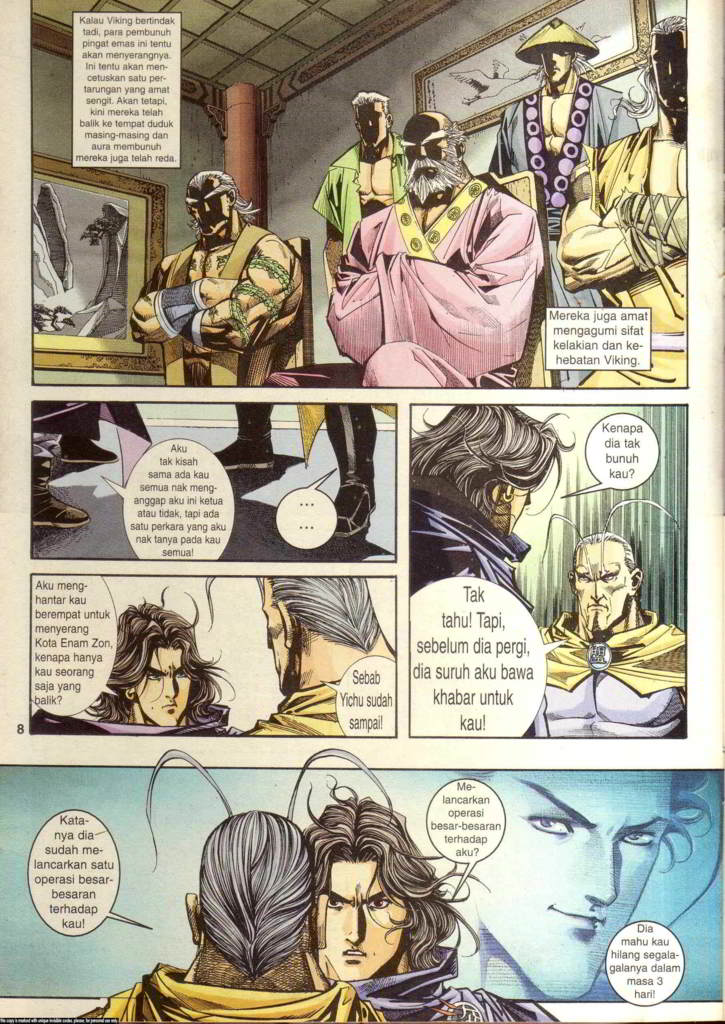 Kalau Viking bertindak
tadi, para pembunuh
pingat emas ini tentu
akan menyerangnya.
Ini tentu akan men-
cetuskan satu per-
tarungan yang amat
sengit. Akan tetapi,
kini mereka telah
balik ke tempat duduk
masing-masing dan
aura membunuh
mereka juga telah reda.
Mereka juga amat
mengagumi sifat
kelakian dan ke-
hebatan Viking.
Aku
tak kisah
sama ada kau
semua nak meng-
anggap aku ini ketua
atau tidak, tapi ada
satu perkara yang aku
nak tanya pada kau
semua!
...
...
Aku meng-
hantar kau
berempat untuk
menyerang
Kota Enam Zon,
kenapa hanya
kau seorang
saja yang
balik?
Sebab
Yichu sudah
sampai!
Kenapa
dia tak
bunuh
kau?
Tak
tahu! Tapi,
sebelum dia pergi,
dia suruh aku bawa
khabar untuk
kau!
8
Kata-
nya dia
sudah me-
lancarkan satu
operasi besar-
besaran
terhadap
kau!
Me-
lancarkan
operasi
besar-besaran
terhadap
aku?
Dia
mahu kau
hilang segala-
galanya dalam
masa 3
hari!